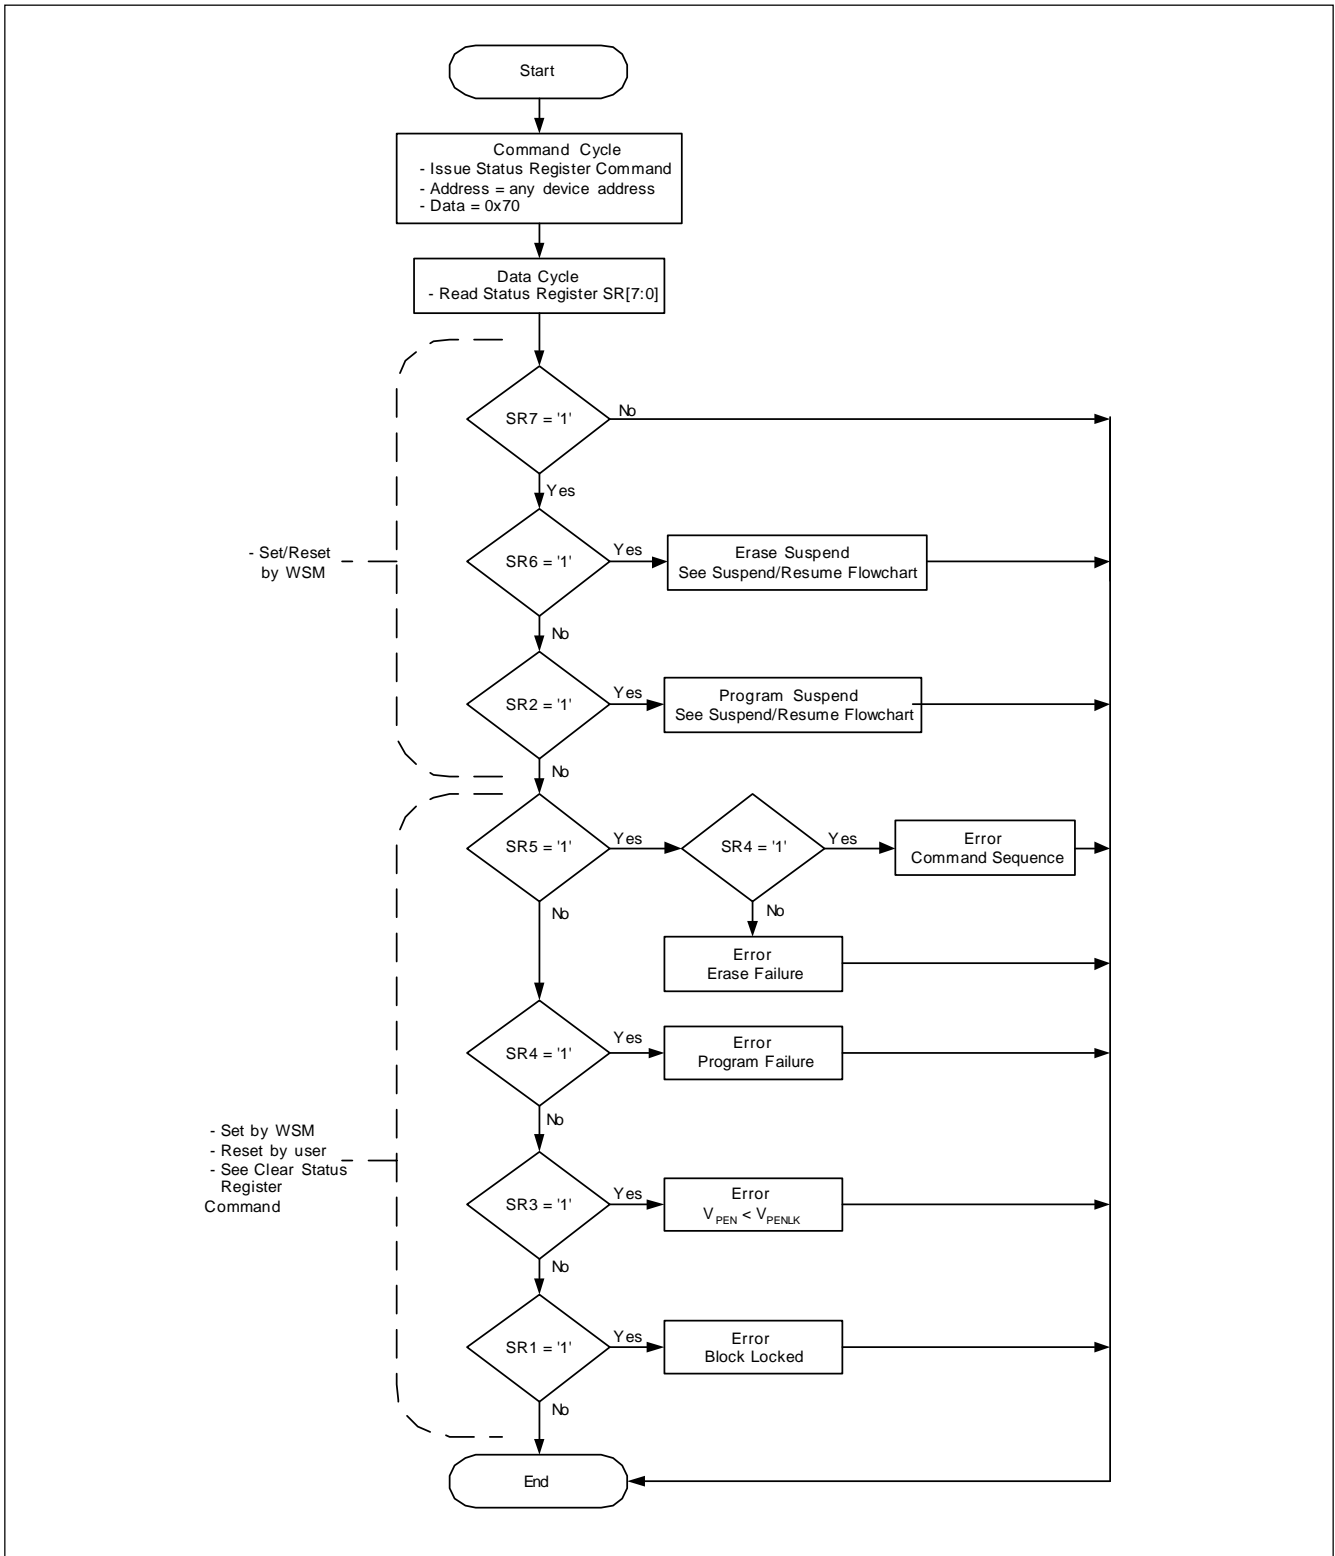 Start
Command Cycle
- Issue Status Register Command
- Address = any device address
- Data = 0x70
Data Cycle
- Read Status Register SR[7:0]
SR7 = '1'
No
Yes
- Set/Reset
by WSM
SR6 = '1'
Yes
Erase Suspend
See Suspend/Resume Flowchart
No
SR2 = '1'
Yes
Program Suspend
See Suspend/Resume Flowchart
No
SR5 = '1'
Yes
SR4 = '1'
Yes
Error
Command Sequence
No
No
Error
Erase Failure
SR4 = '1'
Yes
Error
Program Failure
No
- Set by WSM
- Reset by user
- See Clear Status
Register
Command
SR3 = '1'
Yes
Error
V PEN < V PENLK
No
SR1 = '1'
Yes
Error
Block Locked
No
End